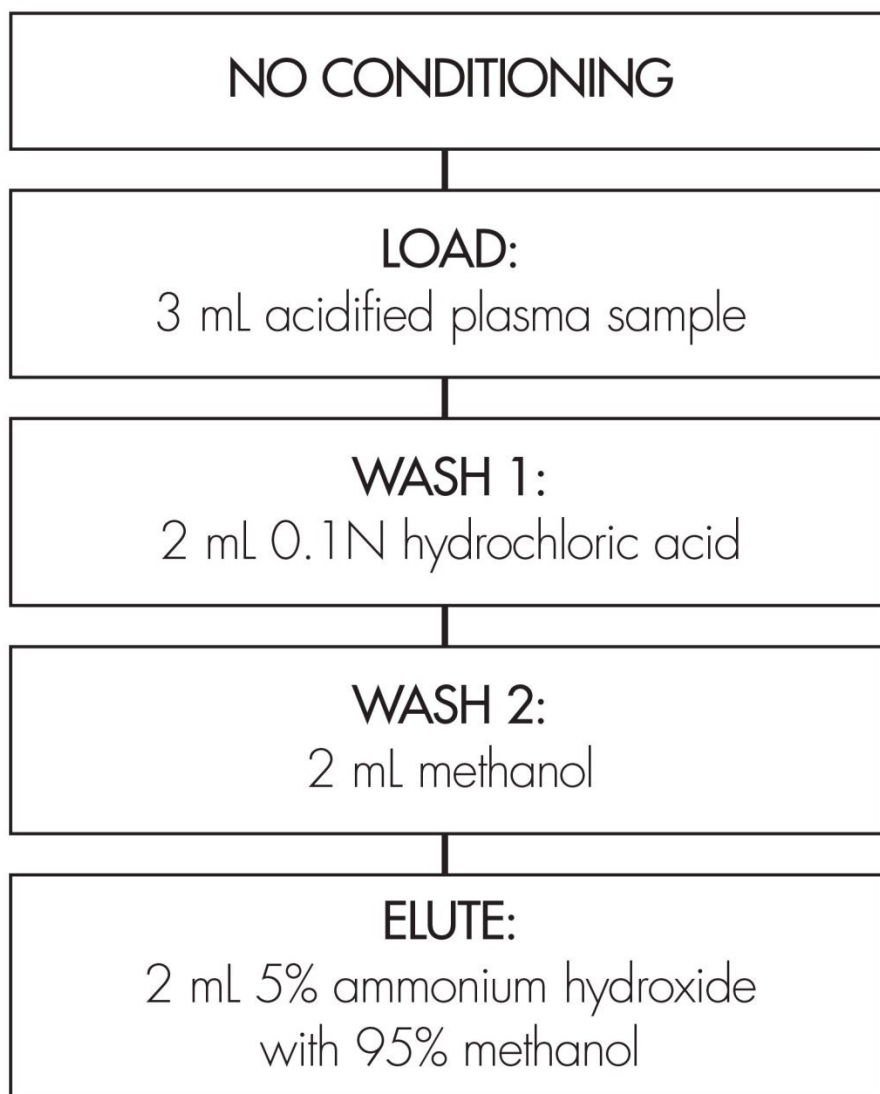 NO CONDITIONING
LOAD:
3 mL acidified plasma sample
WASH 1:
2 mL 0.1N hydrochloric acid
WASH 2:
2 mL methanol
ELUTE:
2 mL 5% ammonium hydroxide
with 95% methanol